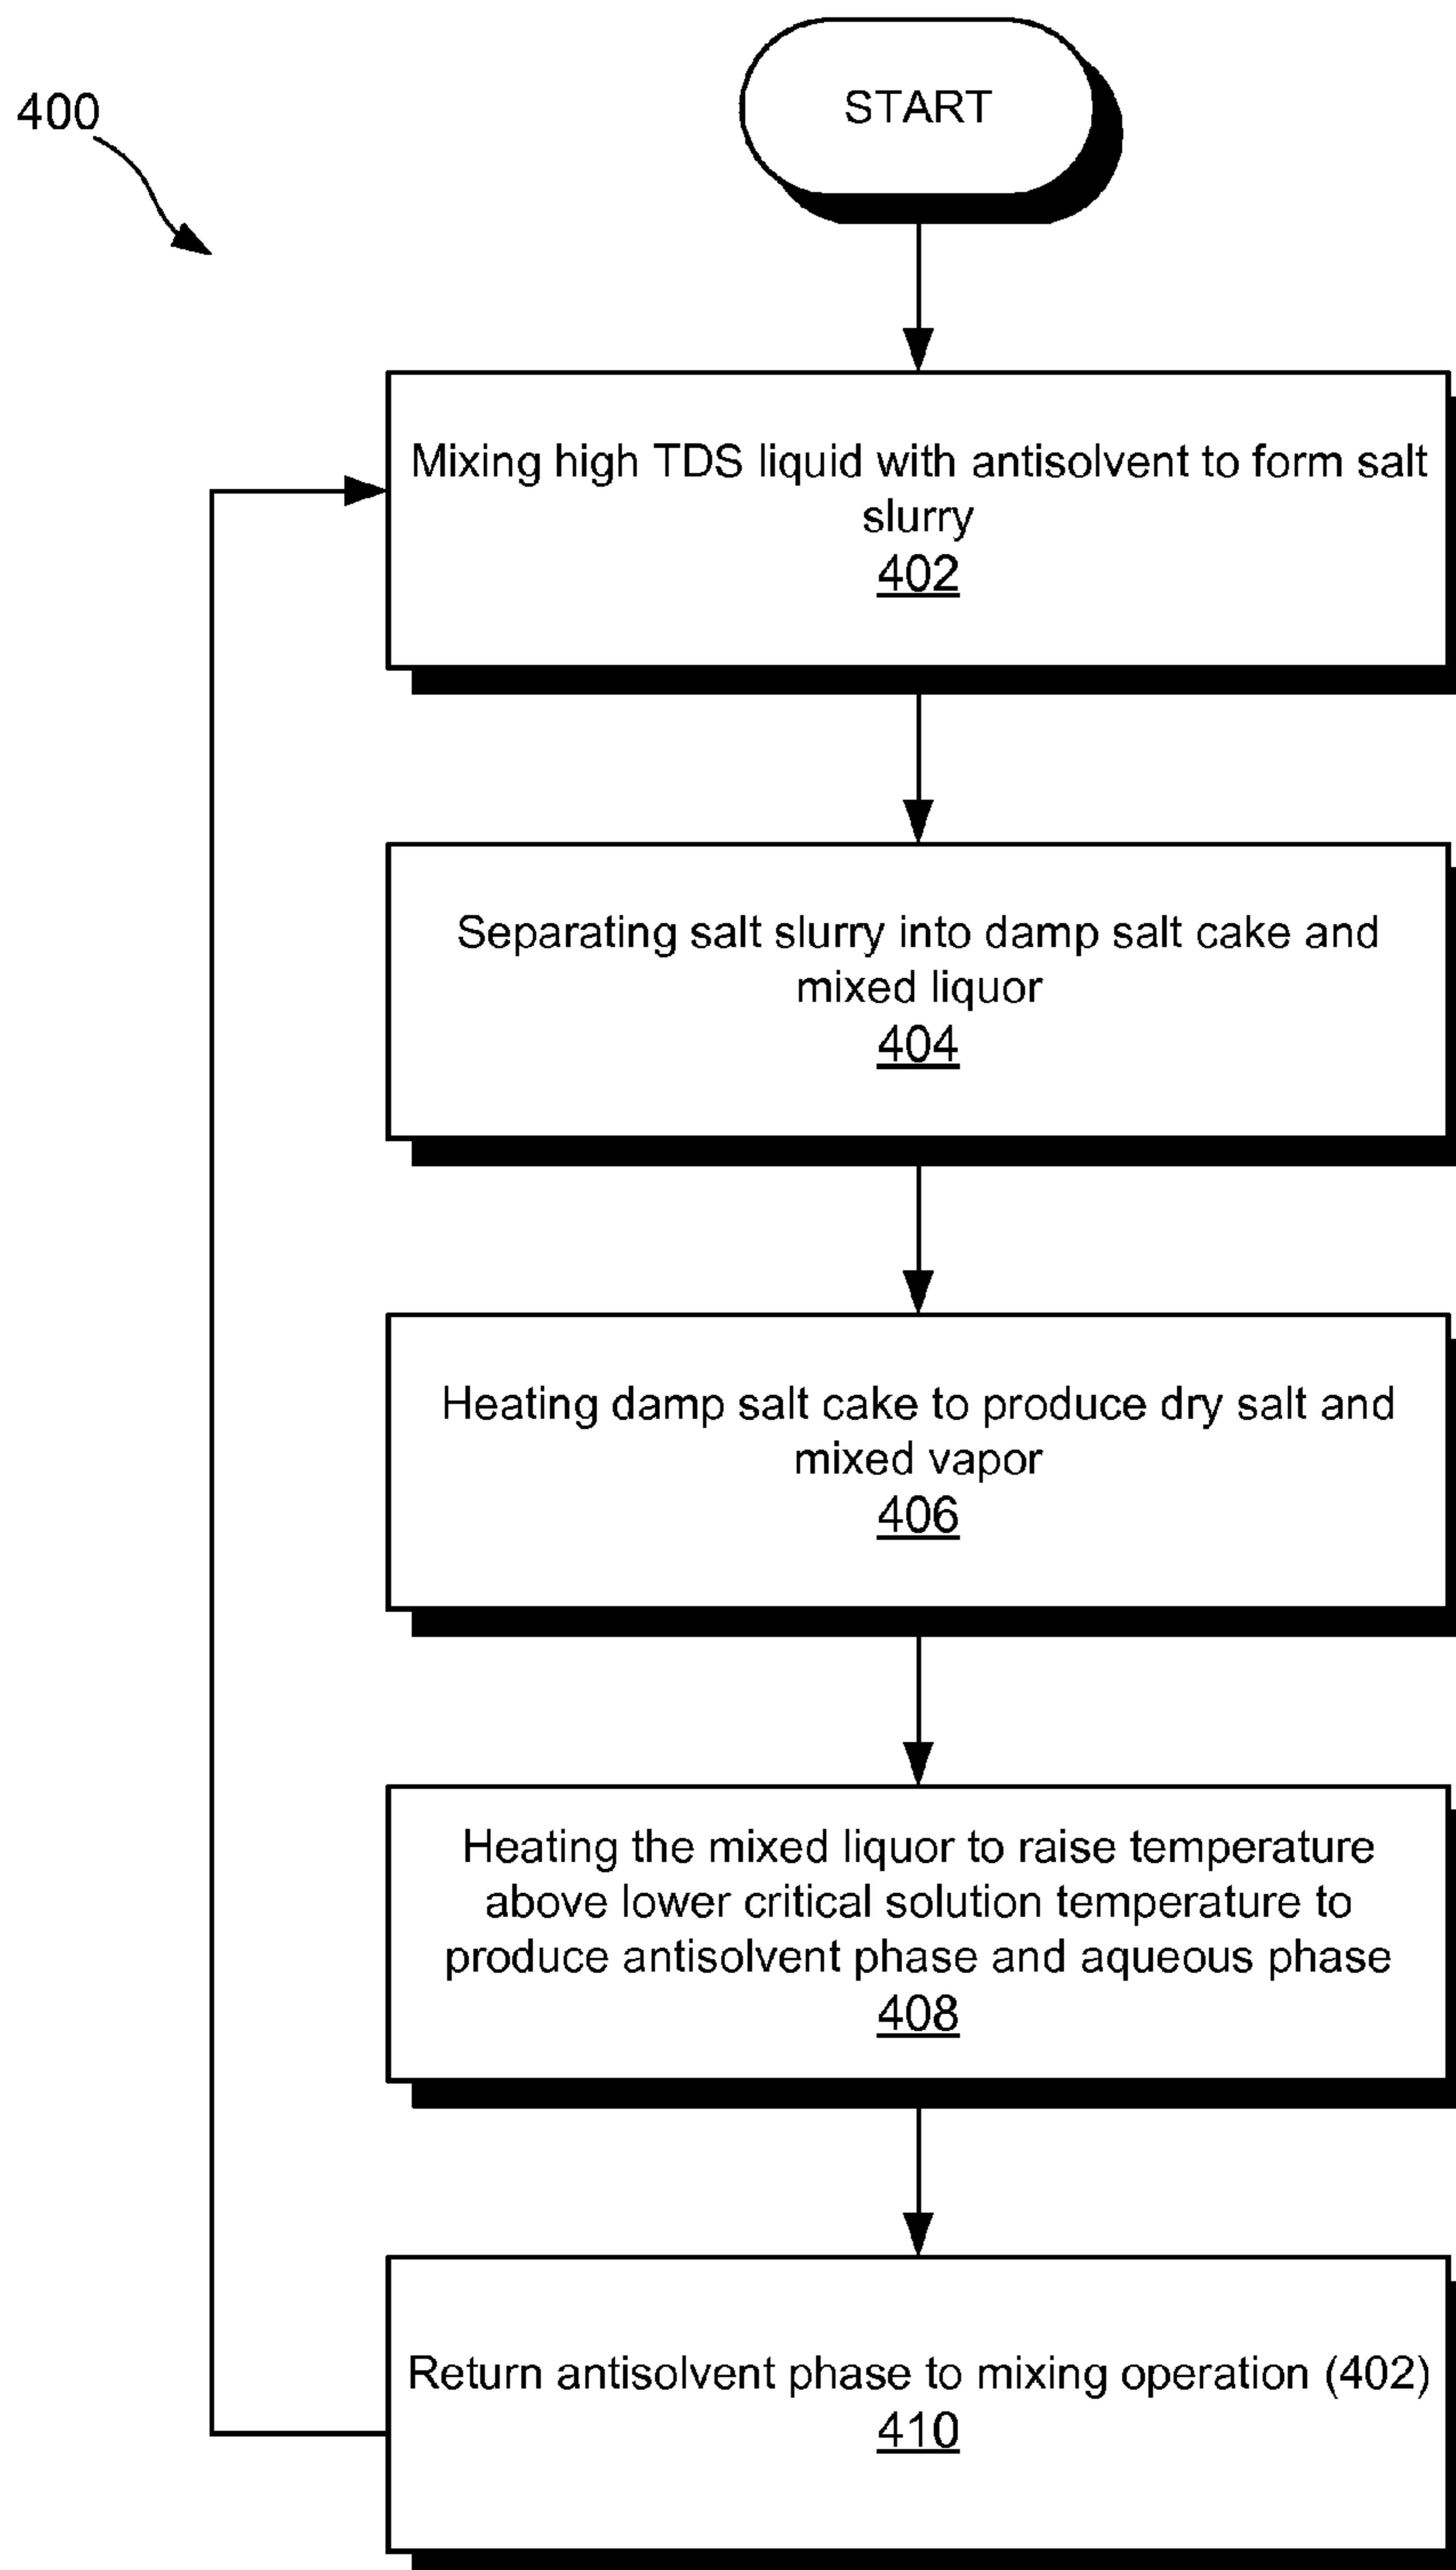 400
START
Mixing high TDS liquid with antisolvent to form salt
slurry
402
Separating salt slurry into damp salt cake and
mixed liquor
404
Heating damp salt cake to produce dry salt and
mixed vapor
406
Heating the mixed liquor to raise temperature
above lower critical solution temperature to
produce antisolvent phase and aqueous phase
408
Return antisolvent phase to mixing operation (402)
410